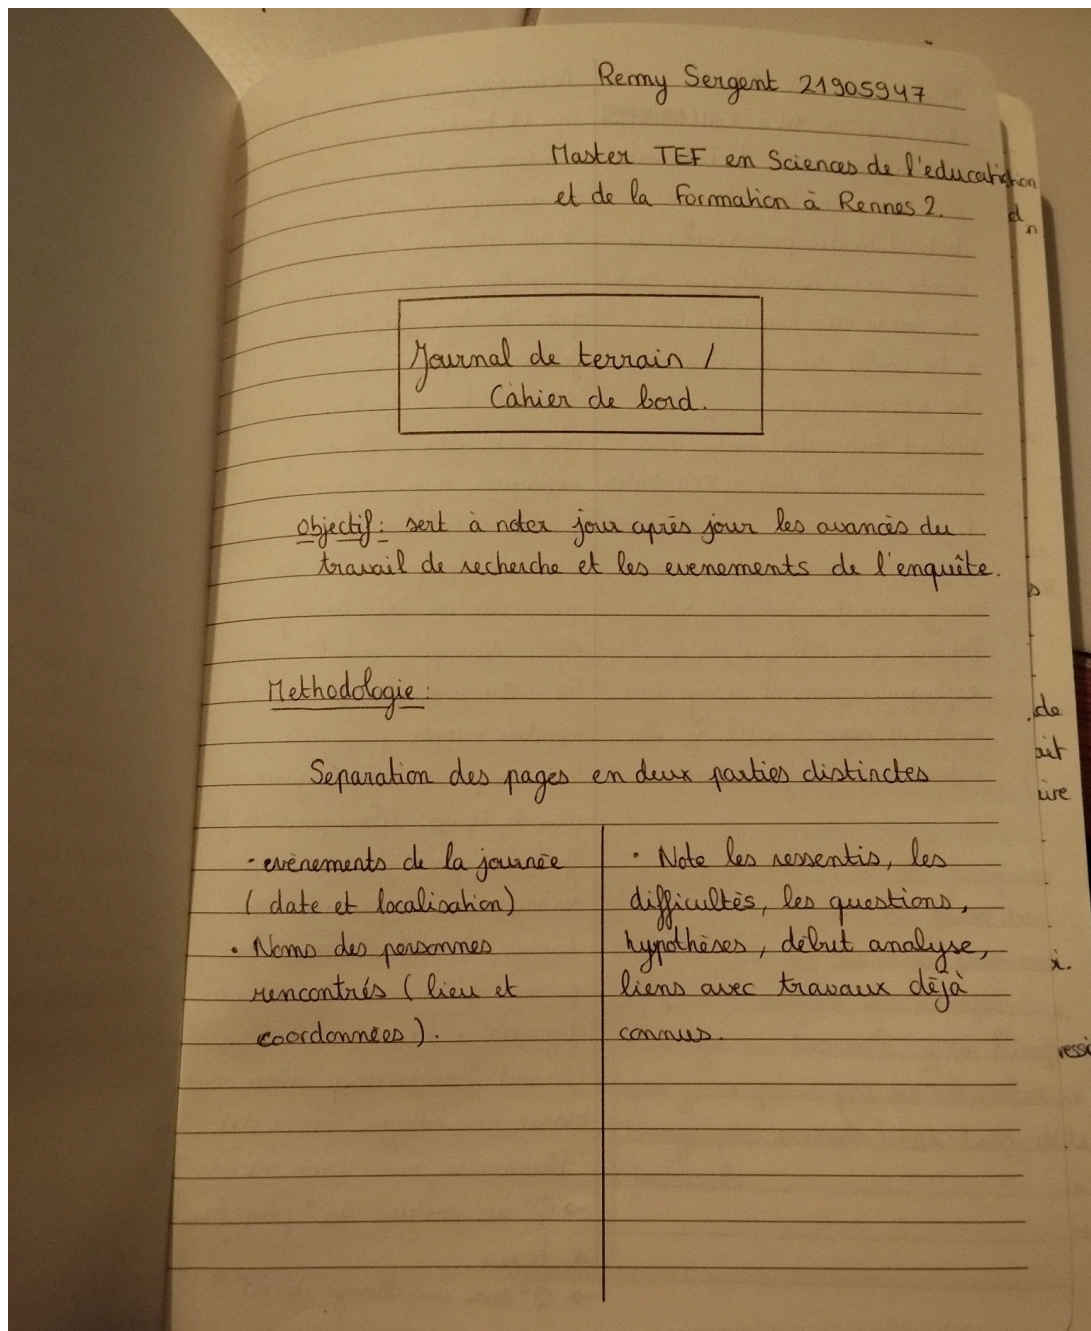 Remy Sergent 21905947
Master TEF en Sciences de l'education
et de la Formation à Rennes 2.
Journal de terrain /
Cahier de bord.
Objectif : sert à noter jour après jour les avancés du
travail de recherche et les evenements de l'enquête.
Methodologie :
Separation des pages en deux parties distinctes
· evènements de la journée
( date et localisation)
· Noms des personnes
rencontrés ( lieu et
coordonnées ).
· Note les ressentis, les
difficultés, les questions,
hypothèses, début analyse,
liens avec travaux déjà
connus.
de